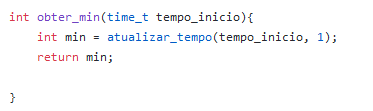 int obter_min(time_t tempo_inicio){
    int min = atualizar_tempo(tempo_inicio, 1);
    return min;

}